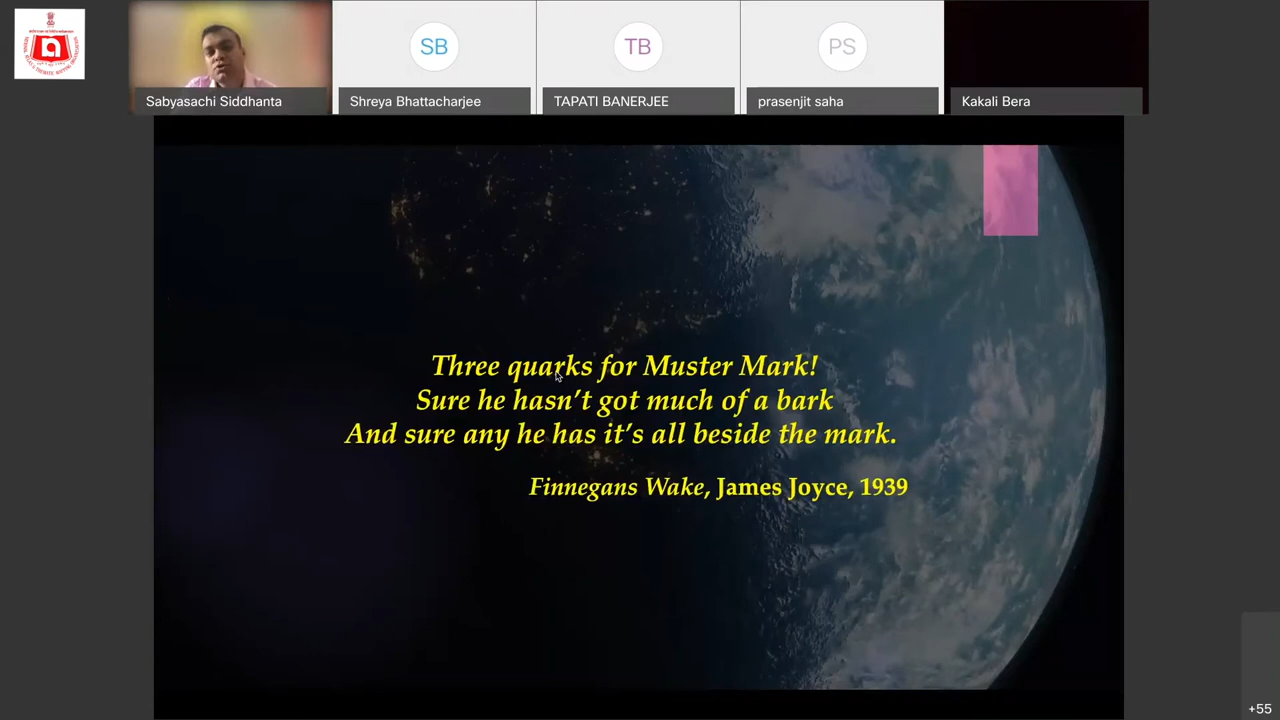 Sabyasachi Siddhanta
SB
Shreya Bhattacharjee
TB
TAPATI BANERJEE
PS
prasenjit saha
Kakali Bera
Three quarks for Muster Mark!
Sure he hasn't got much of a bark
And sure any he has it's all beside the mark.
Finnegans Wake, James Joyce, 1939
+55